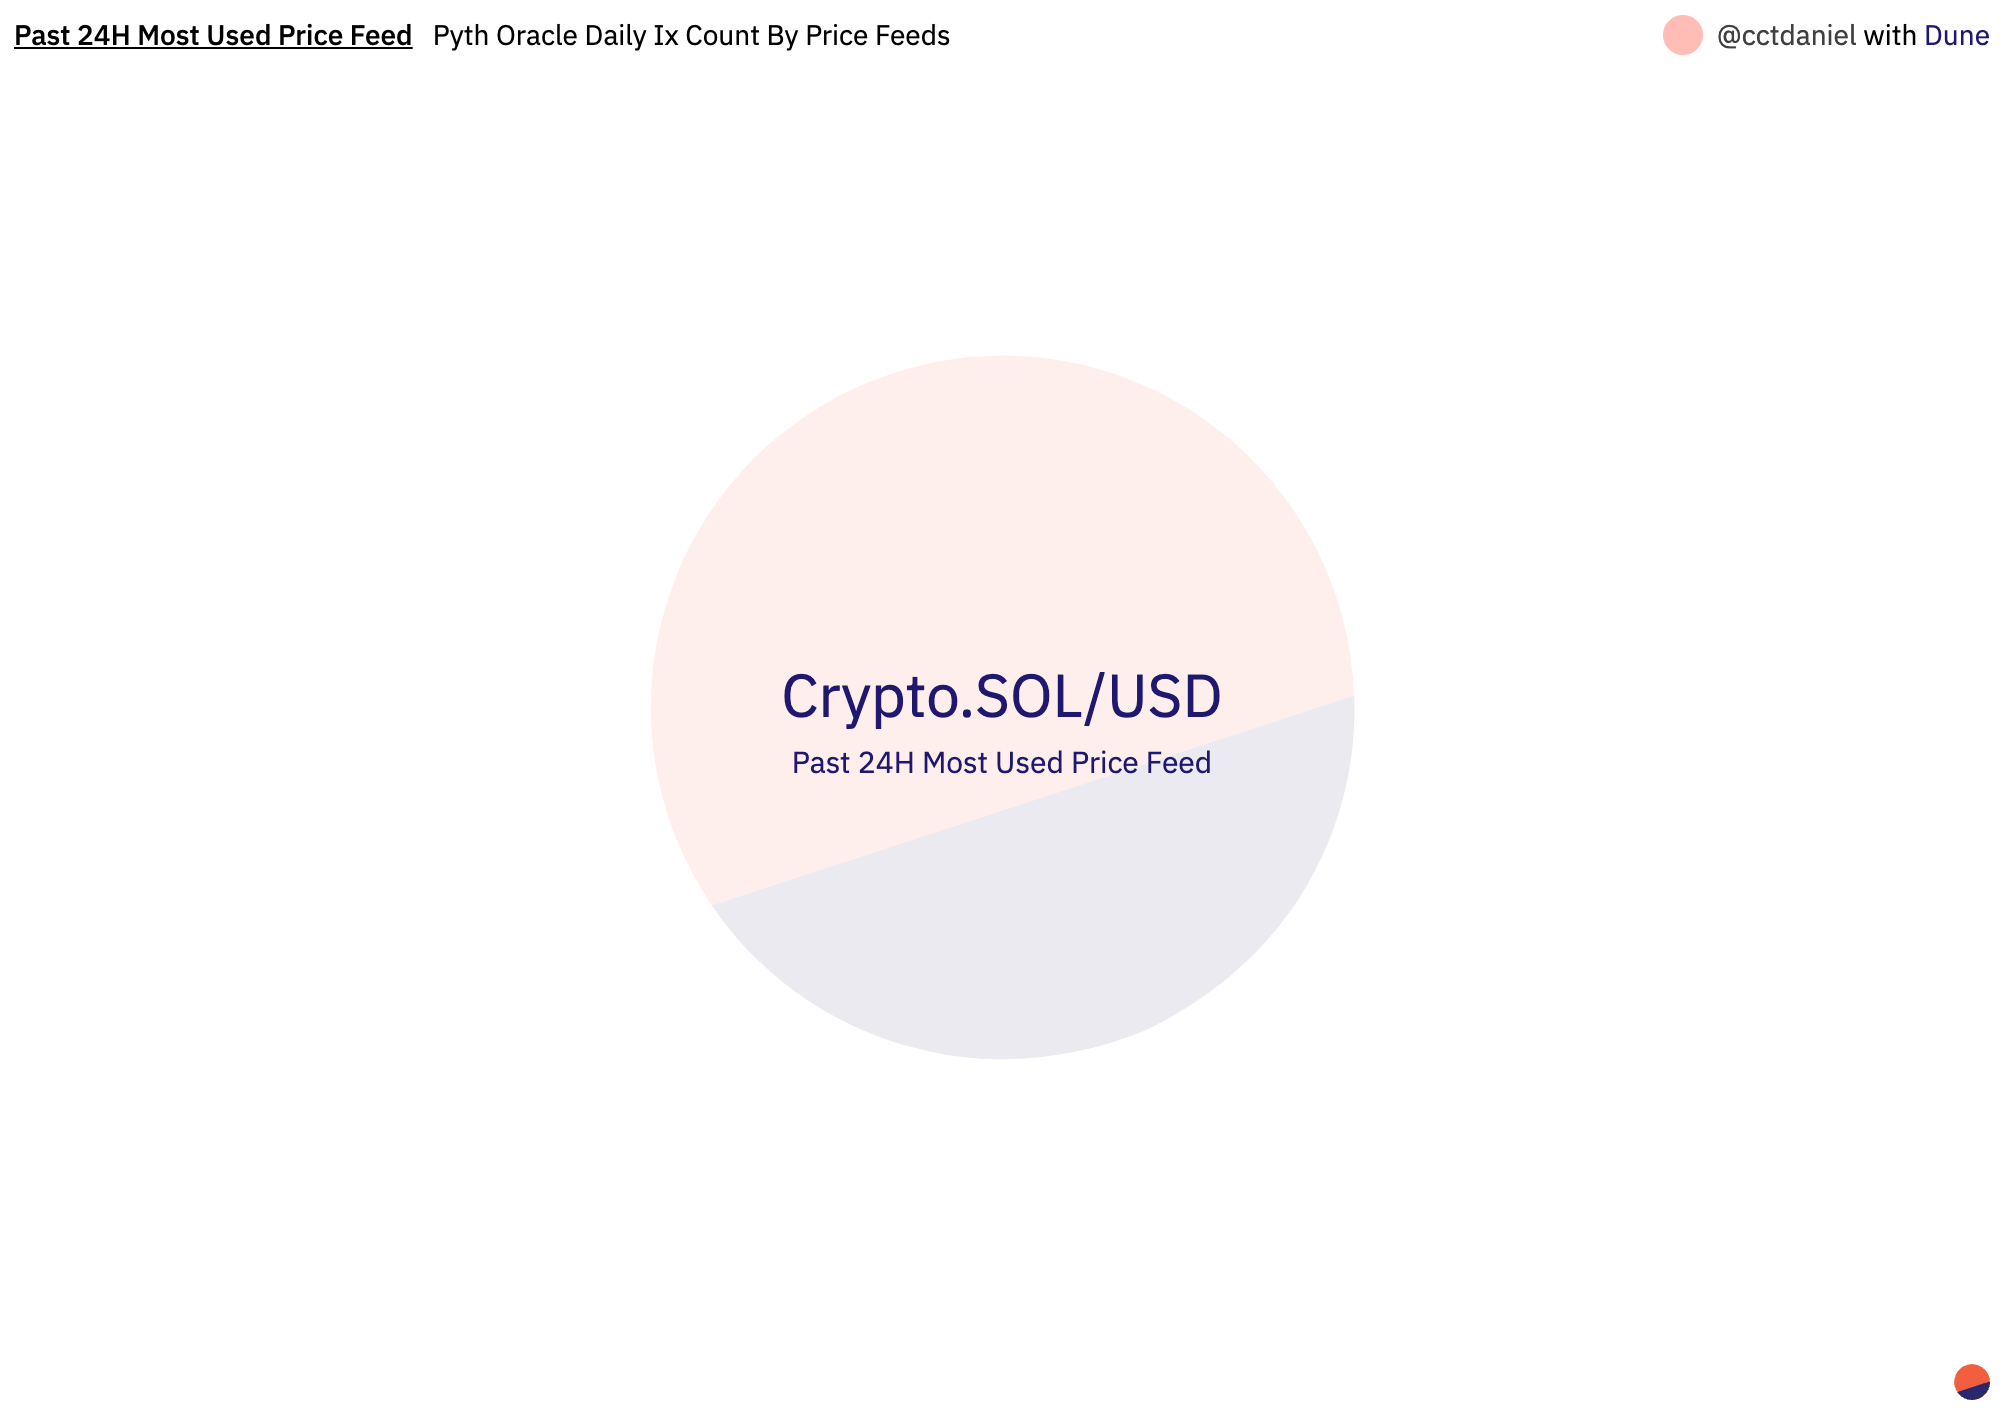 Past 24H Most Used Price Feed Pyth Oracle Daily Ix Count By Price Feeds
@cctdaniel with Dune
Crypto.SOL/USD
Past 24H Most Used Price Feed